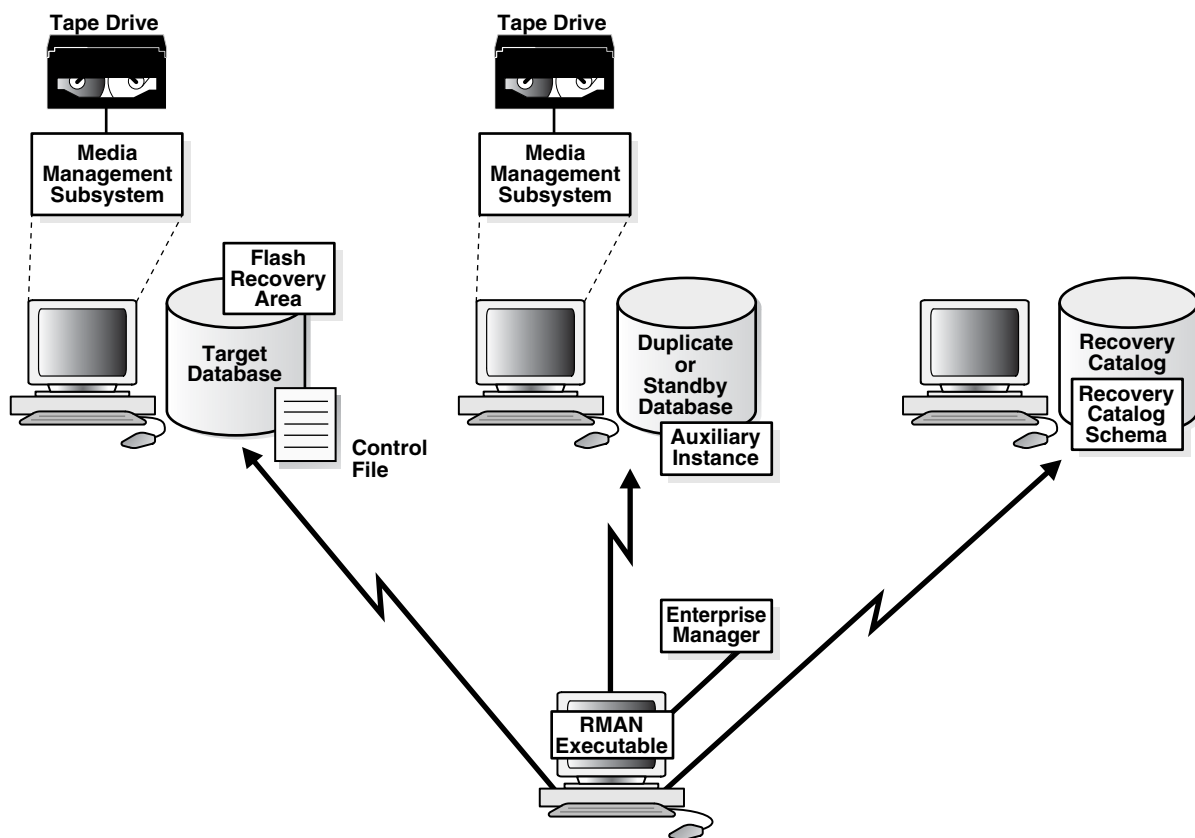 Tape Drive
Tape Drive
Media
Management
Subsystem
Media
Management
Subsystem
Flash
Recovery
Area
Target
Database
Control
File
Duplicate
or
Standby
Database
Auxiliary
Instance
Recovery
Catalog
Recovery
Catalog
Schema
Enterprise
Manager
RMAN
Executable